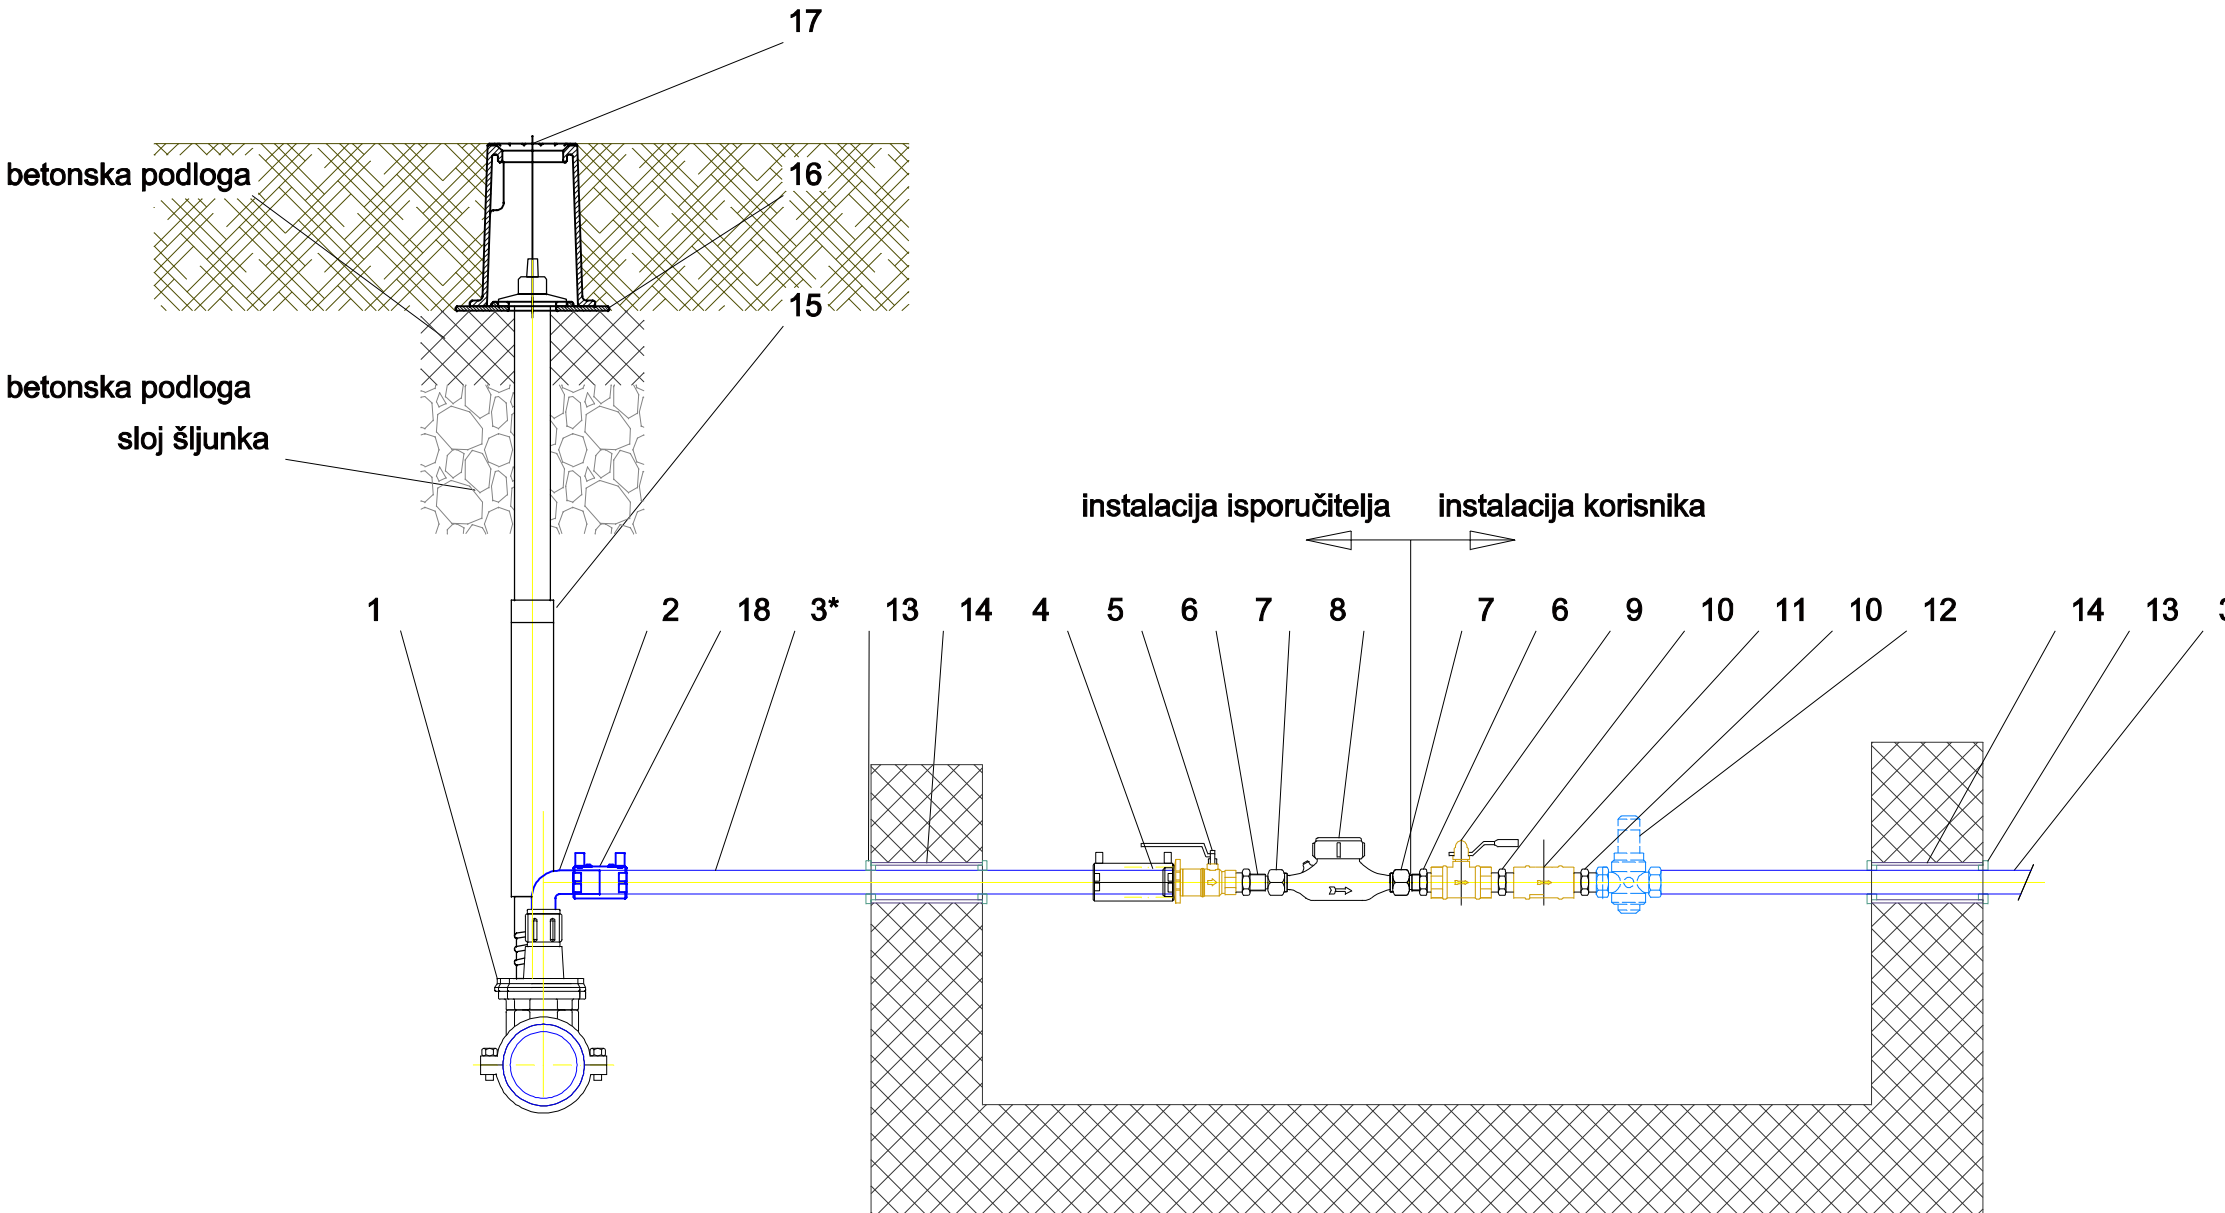 17
betonska podloga
16
15
betonska podloga
sloj šljunka
instalacija isporučitelja instalacija korisnika
1 2 18 3* 13 14 4 5 6 7 8 7 6 9 10 11 10 12 14 13 3